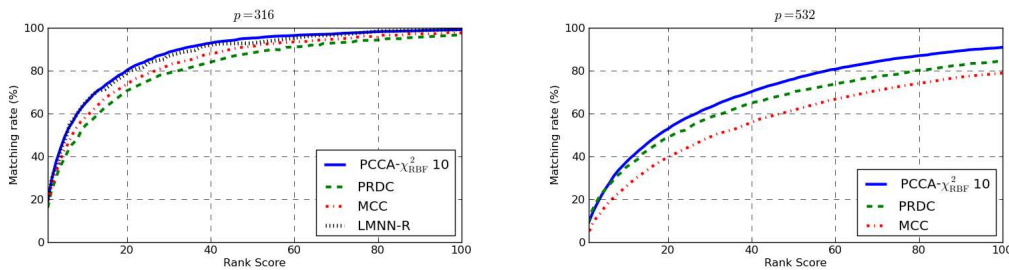 p=316
Matching rate (%)
100
80
60
40
20
0
20 40 60 80 100
Rank Score
PCCA-χ²RBF 10
PRDC
MCC
LMNN-R
p=532
Matching rate (%)
100
80
60
40
20
0
20 40 60 80 100
Rank Score
PCCA-χ²RBF 10
PRDC
MCC